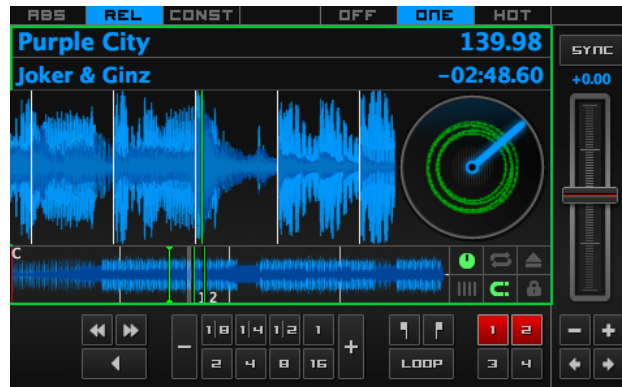 ABS REL CONST OFF ONE HOT
Purple City 139.98
SYNC
Joker & Ginz -02:48.60
+0.00
C
1 2
1|8 1|4 1|2 1
1 2
- + - +
2 4 8 16
LOOP
3 4